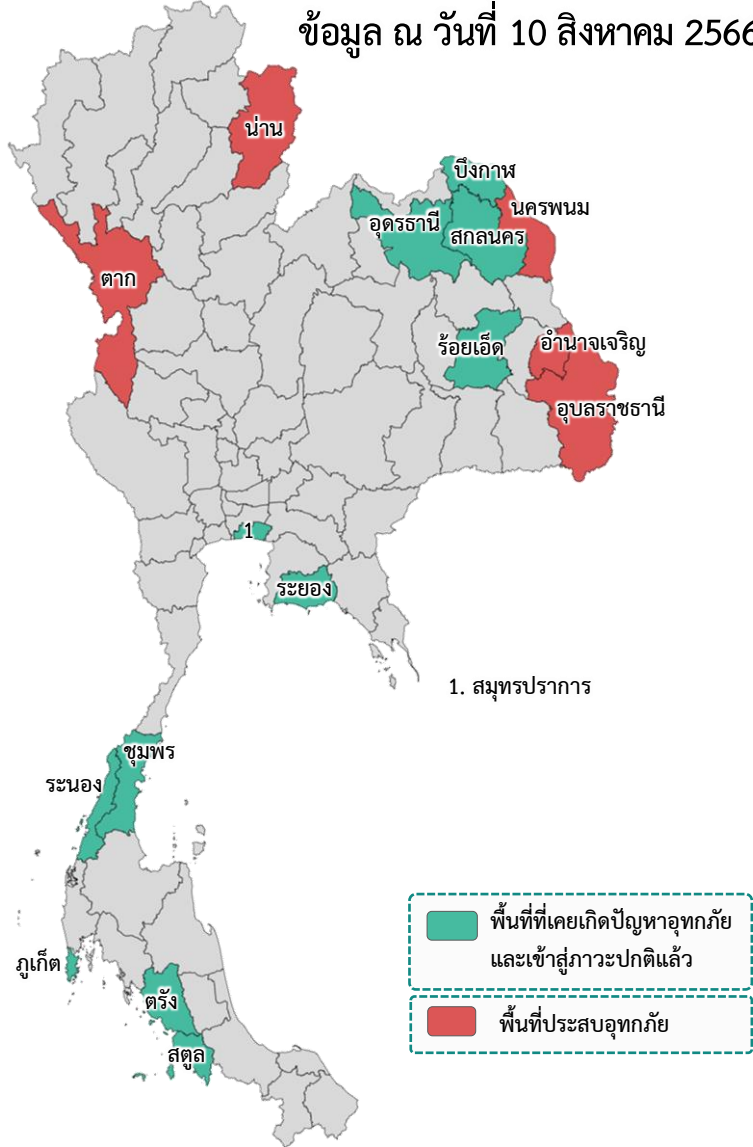 ข้อมูล ณ วันที่ 10 สิงหาคม 2566
น่าน
บึงกาฬ
นครพนม
อุดรธานี
สกลนคร
ตาก
อำนาจเจริญ
ร้อยเอ็ด
อุบลราชธานี
1
ระยอง
1. สมุทรปราการ
ชุมพร
ระนอง
พื้นที่ที่เคยเกิดปัญหาอุทกภัย
และเข้าสู่ภาวะปกติแล้ว
ภูเก็ต
ตรัง
พื้นที่ประสบอุทกภัย
สตูล